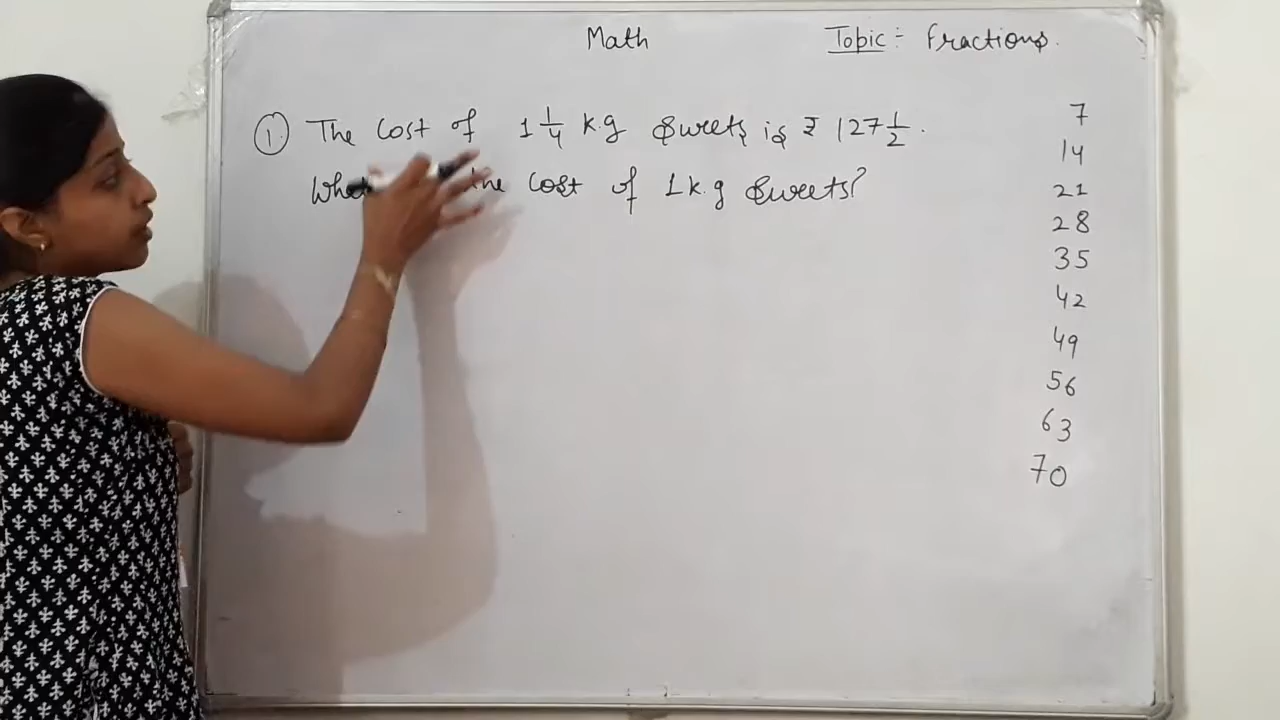 Math
Topic:- Fractions.
① The Cost of 1 1/4 k.g Sweets is ₹ 127 1/2.
the Cost of 1 k.g Sweets?
7
14
21
28
35
42
49
56
63
70